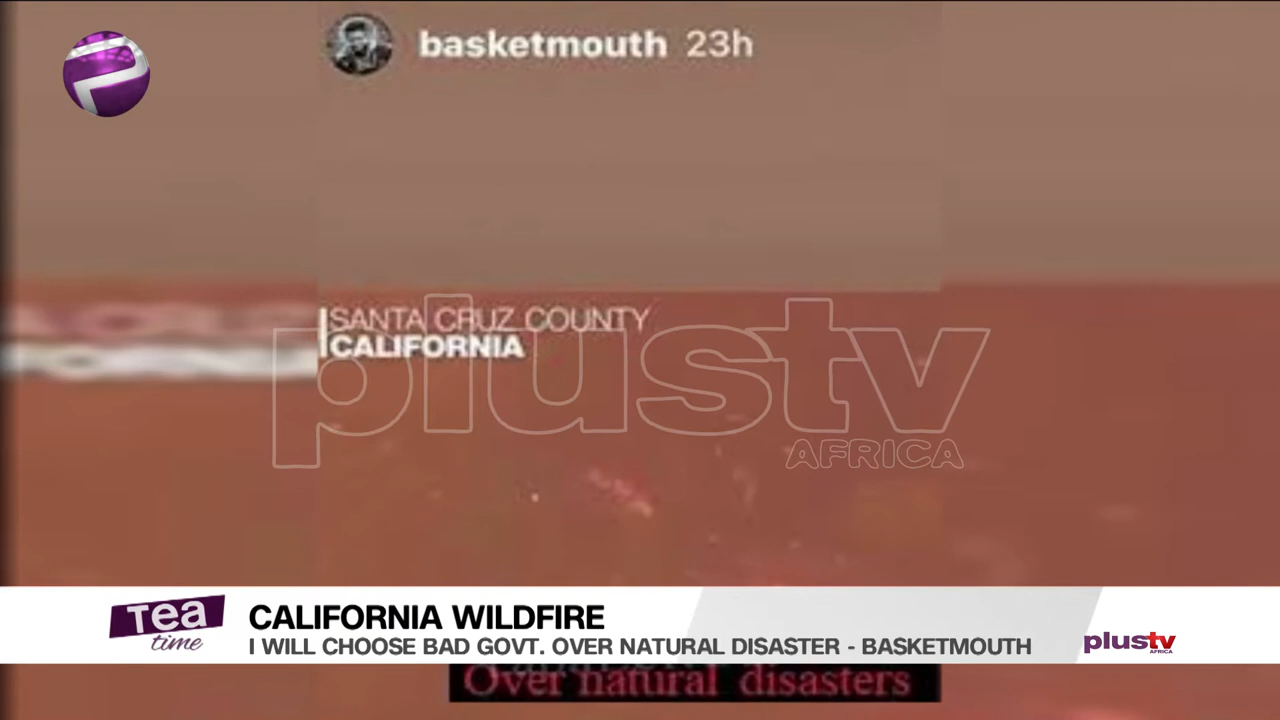 basketmouth 23h
SANTA CRUZ COUNTY
CALIFORNIA
plustv
AFRICA
Tea
time
CALIFORNIA WILDFIRE
I WILL CHOOSE BAD GOVT. OVER NATURAL DISASTER - BASKETMOUTH
plustv
AFRICA
Over natural disasters